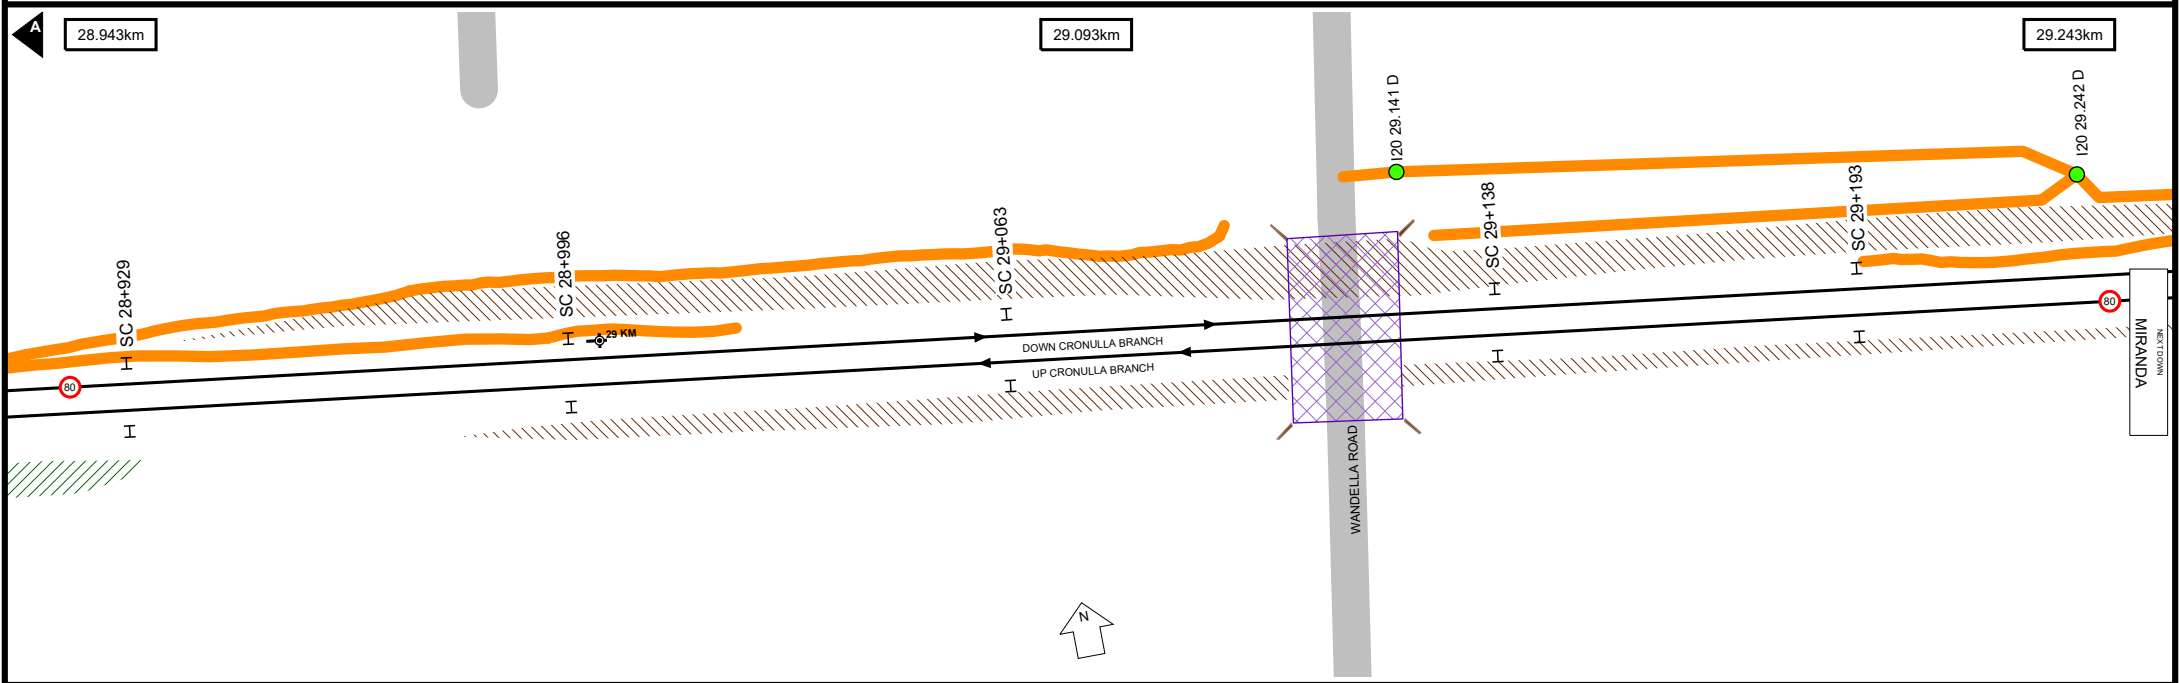 A
28.943km
29.093km
29.243km
I20 29.141 D
I20 29.242 D
SC 28+929
SC 28+996
SC 29+063
SC 29+138
SC 29+193
29 KM
80
80
DOWN CRONULLA BRANCH
UP CRONULLA BRANCH
WANDELLA ROAD
NEXT DOWN
MIRANDA
N